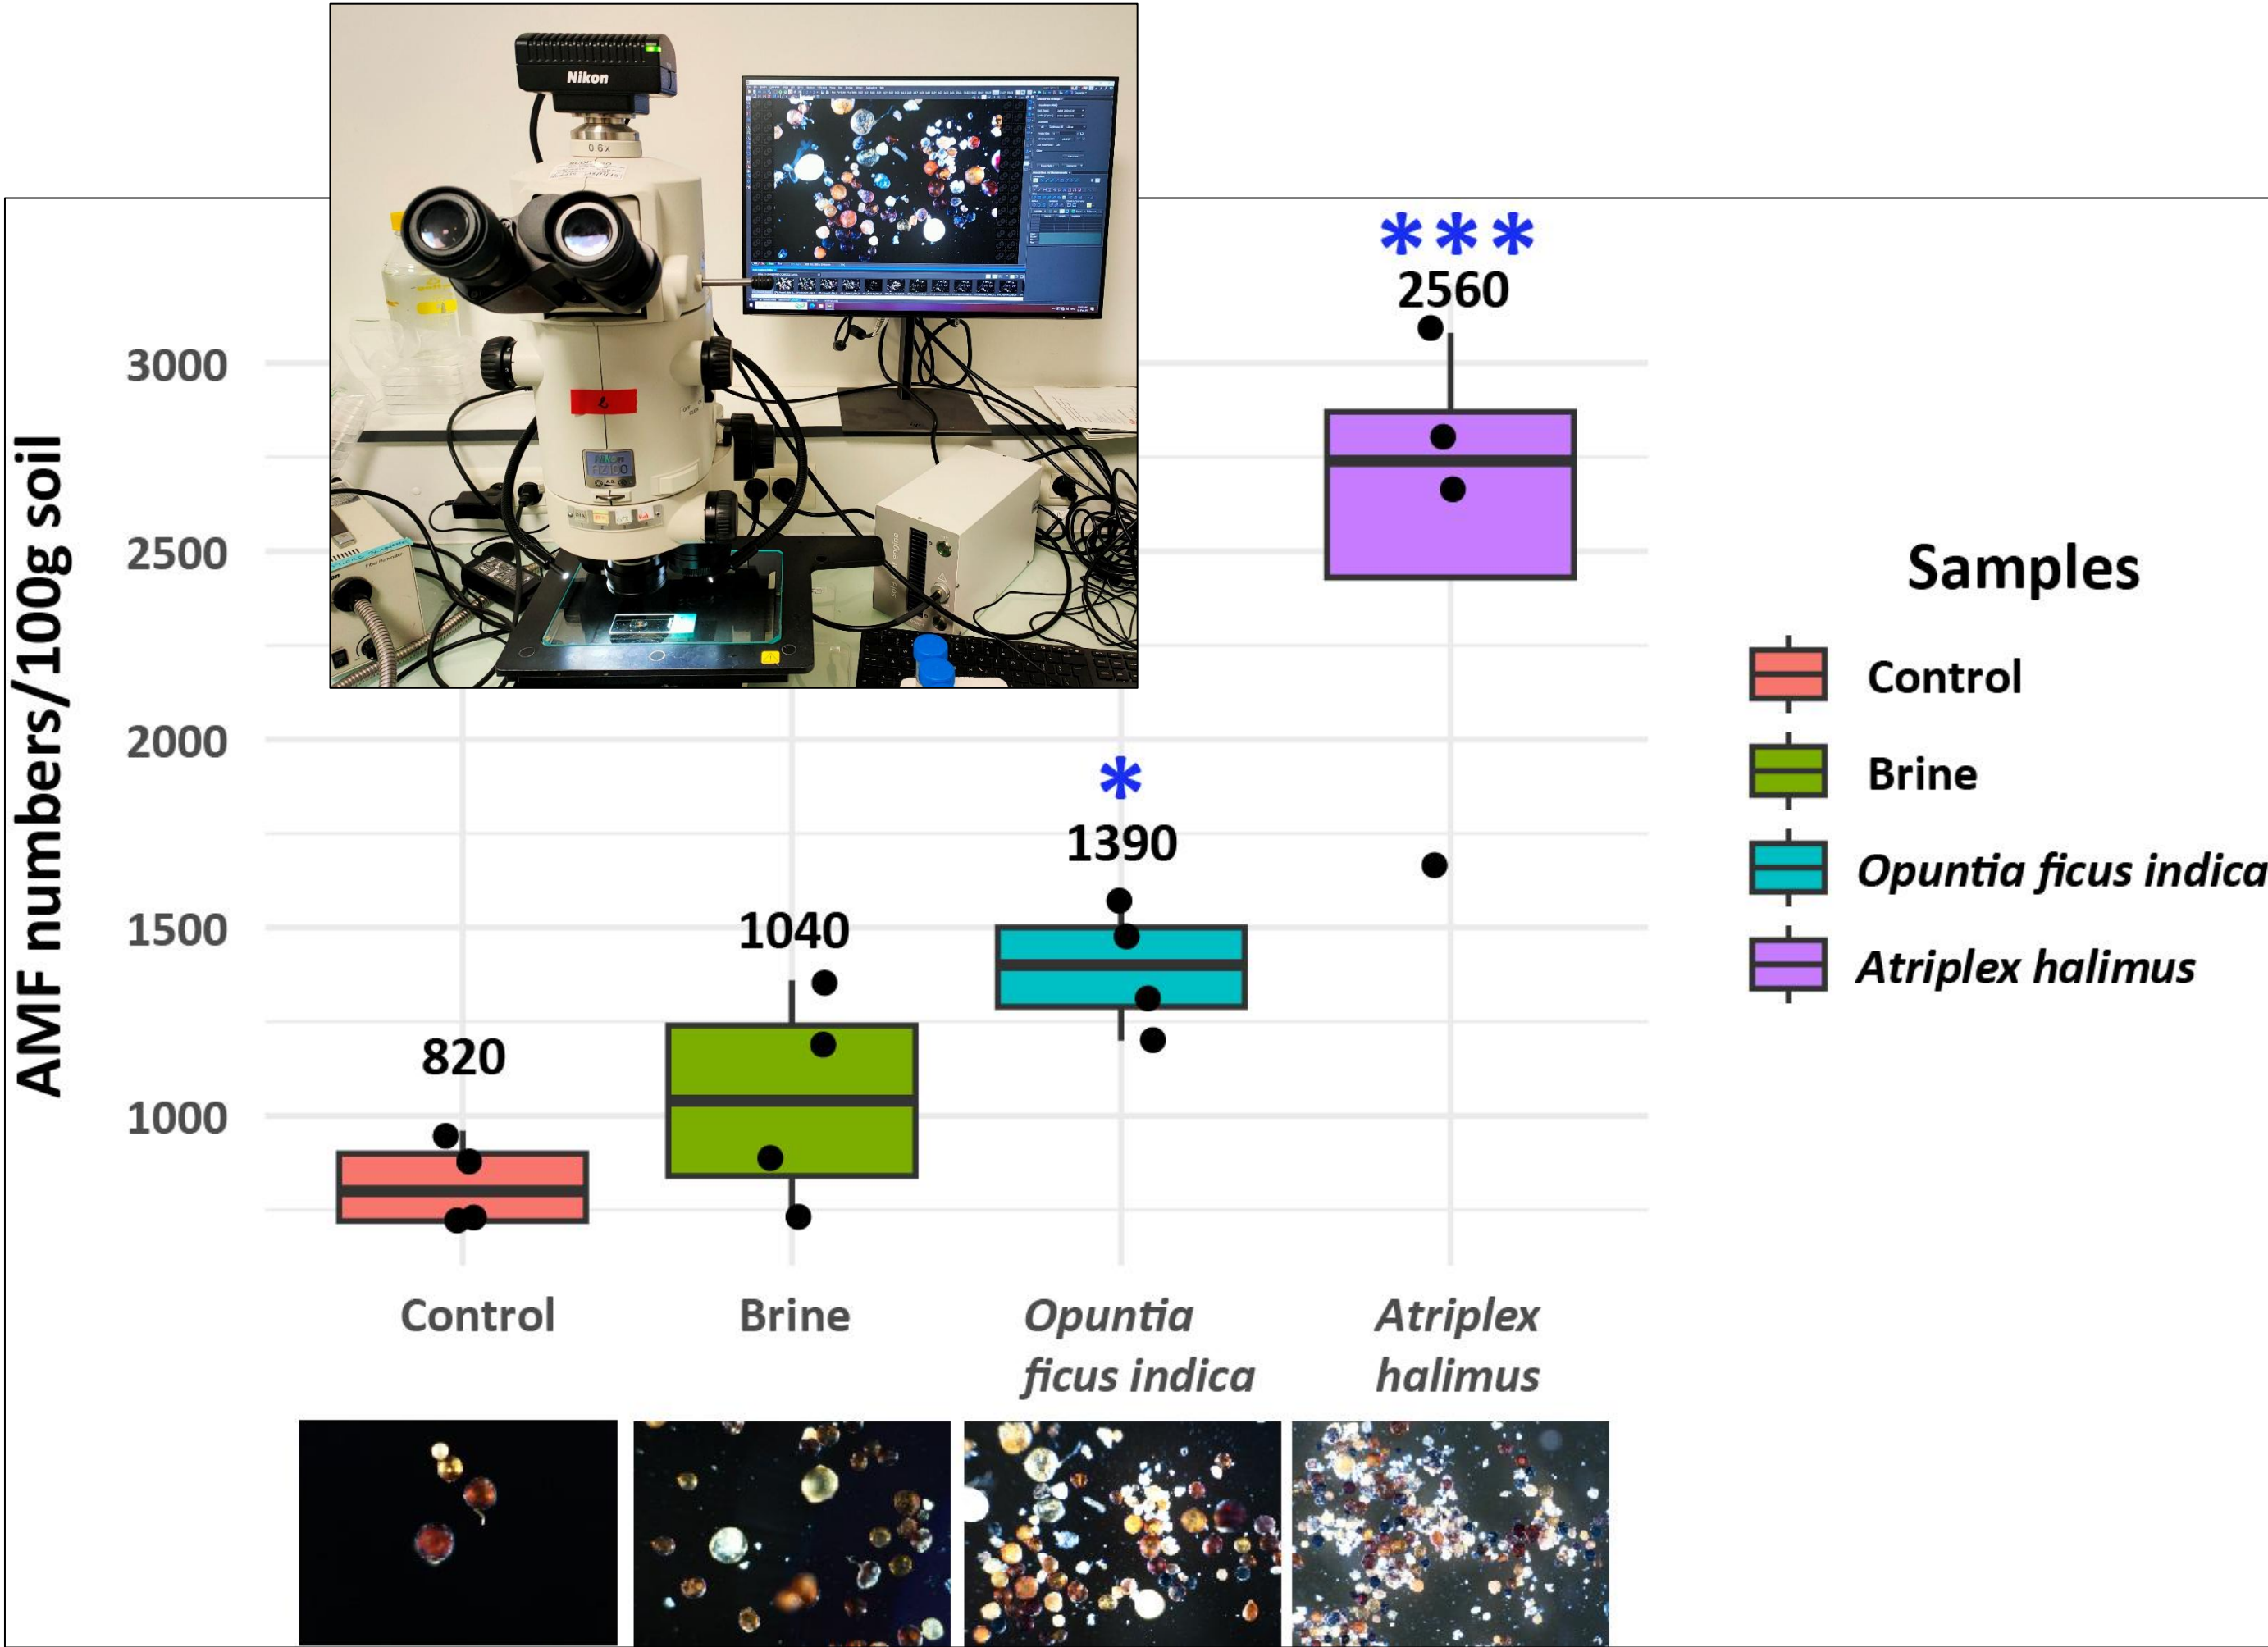 Nikon
0.6x
***
2560
AMF numbers/100g soil
3000
2500
2000
1500
1000
*
1390
1040
820
Samples
Control
Brine
Opuntia ficus indica
Atriplex halimus
Control
Brine
Opuntia
ficus indica
Atriplex
halimus